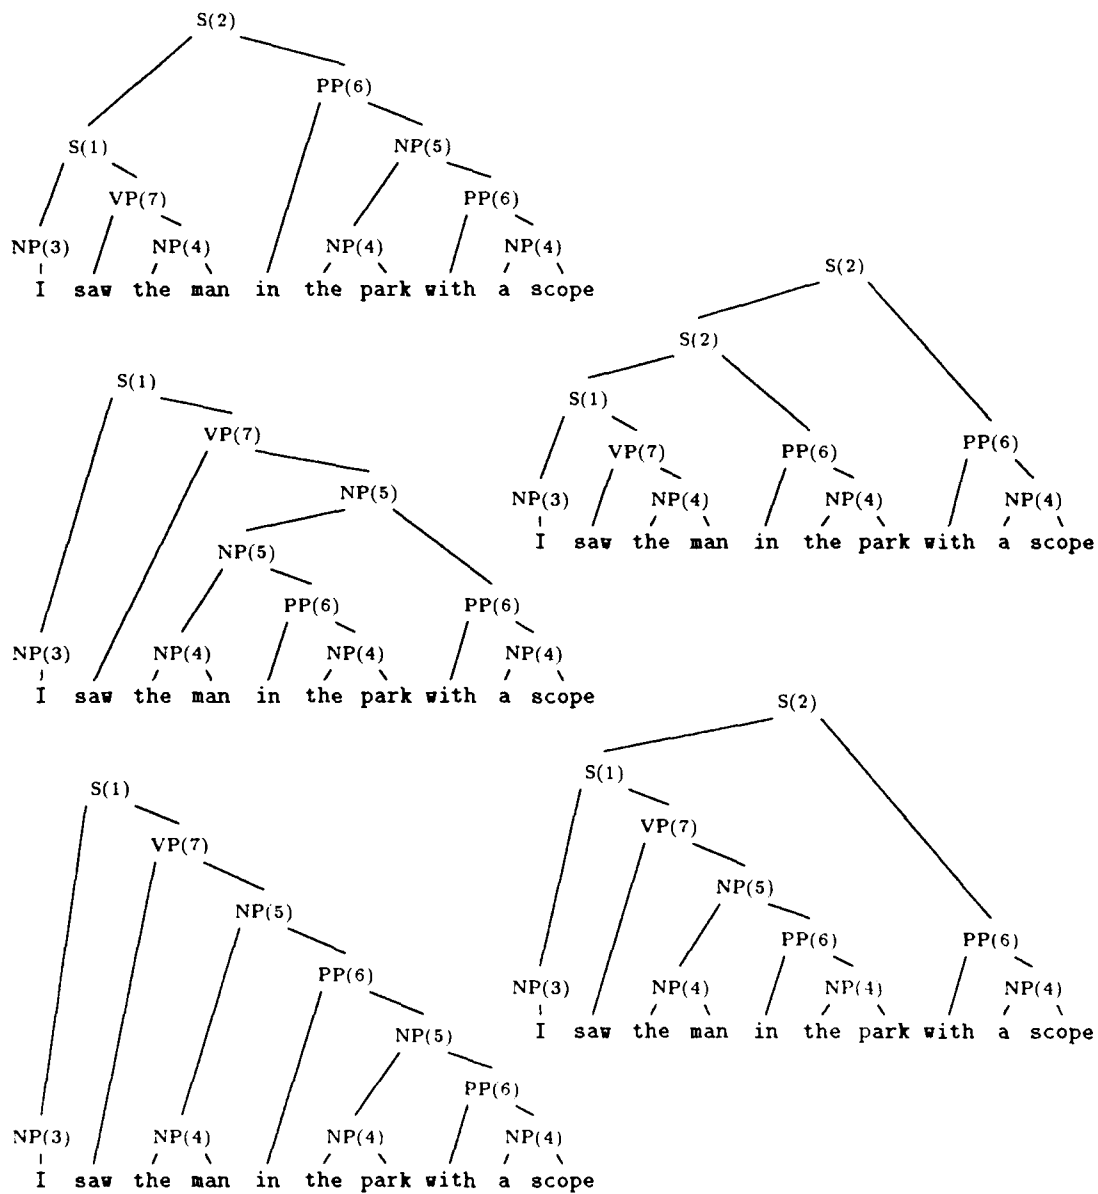 S(2)
PP(6)
S(1) NP(5)
VP(7) PP(6)
NP(3) NP(4) NP(4) NP(4)
I saw the man in the park with a scope
S(2)
S(2)
S(1)
VP(7) PP(6) PP(6)
NP(3) NP(4) NP(4) NP(4)
I saw the man in the park with a scope
S(1)
VP(7)
NP(5)
NP(5)
PP(6) PP(6)
NP(3) NP(4) NP(4) NP(4)
I saw the man in the park with a scope
S(2)
S(1)
VP(7)
NP(5)
PP(6) PP(6)
NP(3) NP(4) NP(4) NP(4)
I saw the man in the park with a scope
S(1)
VP(7)
NP(5)
PP(6)
NP(5)
PP(6)
NP(3) NP(4) NP(4) NP(4)
I saw the man in the park with a scope